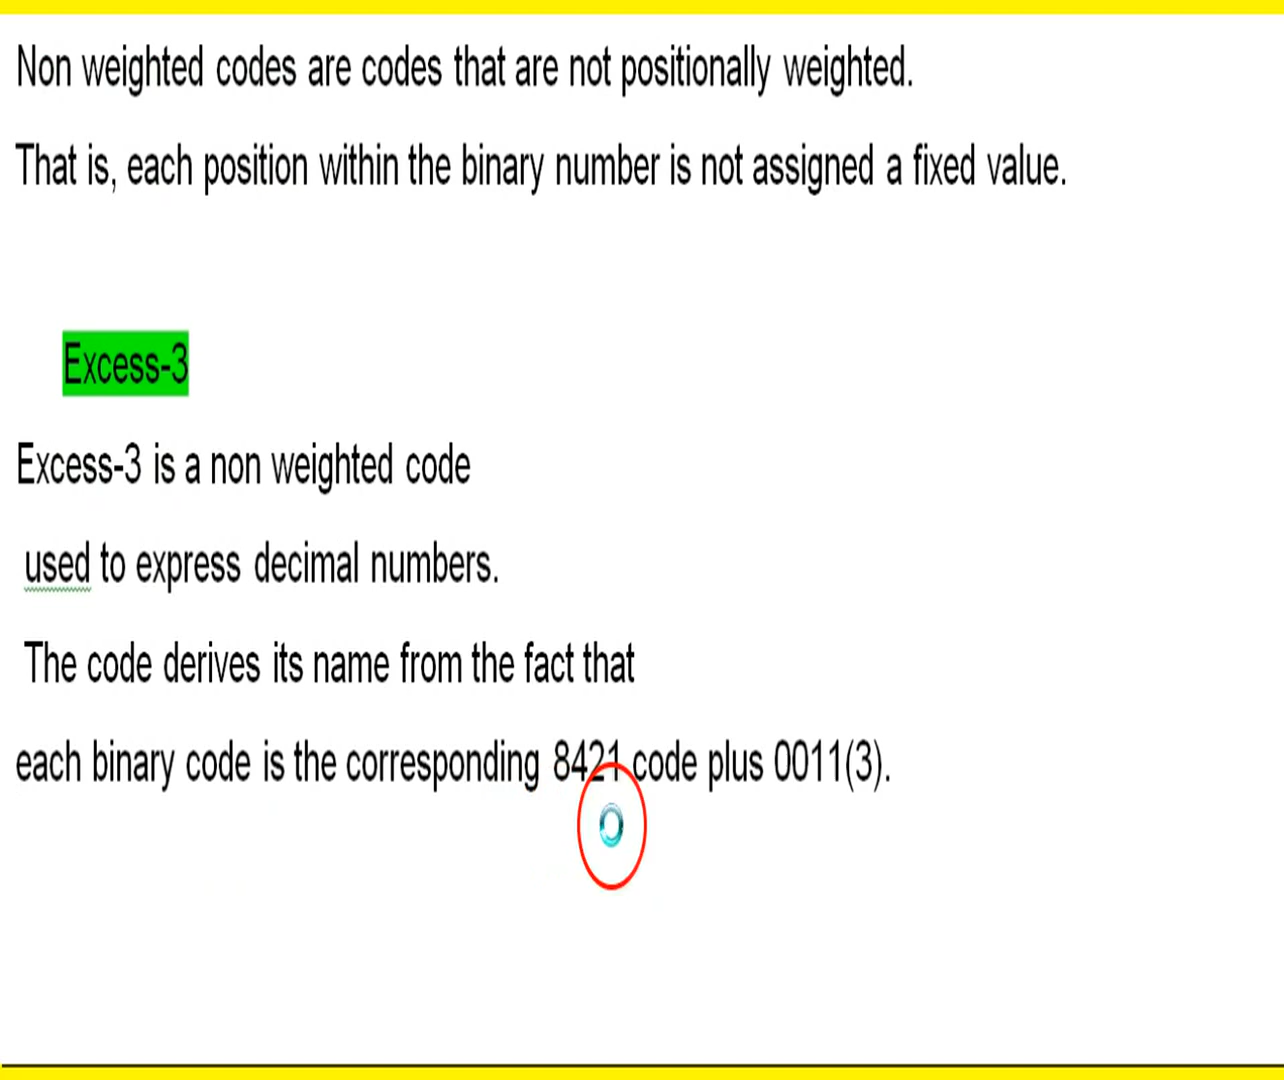 Non weighted codes are codes that are not positionally weighted.
That is, each position within the binary number is not assigned a fixed value.
Excess-3
Excess-3 is a non weighted code
used to express decimal numbers.
The code derives its name from the fact that
each binary code is the corresponding 8421 code plus 0011(3).